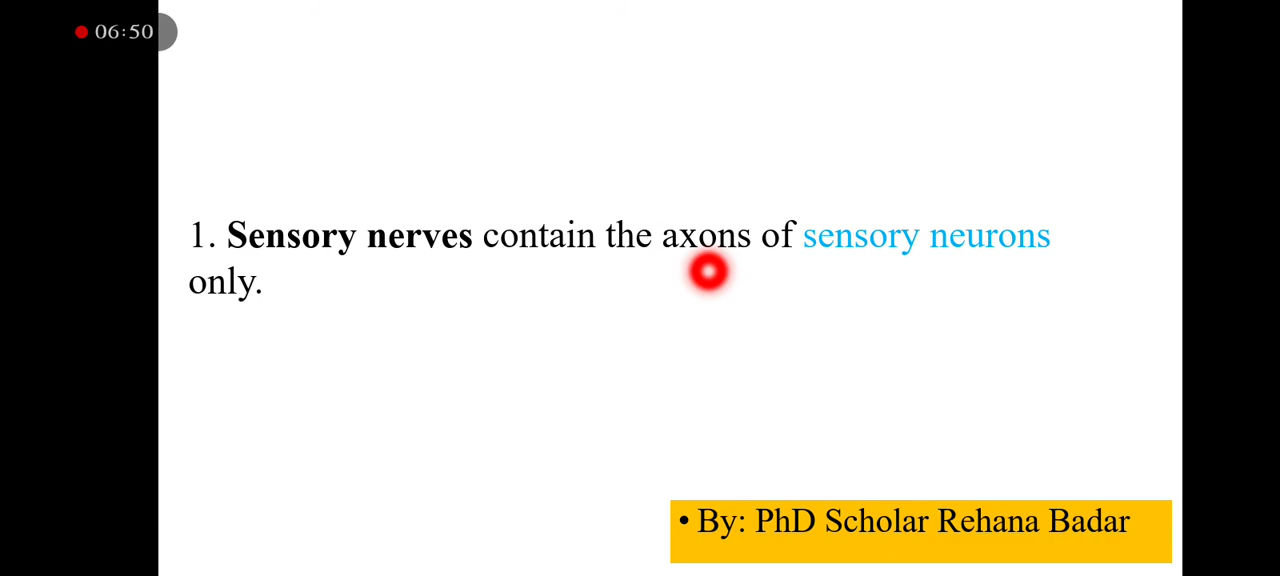 06:50
1. Sensory nerves contain the axons of sensory neurons
only.
• By: PhD Scholar Rehana Badar